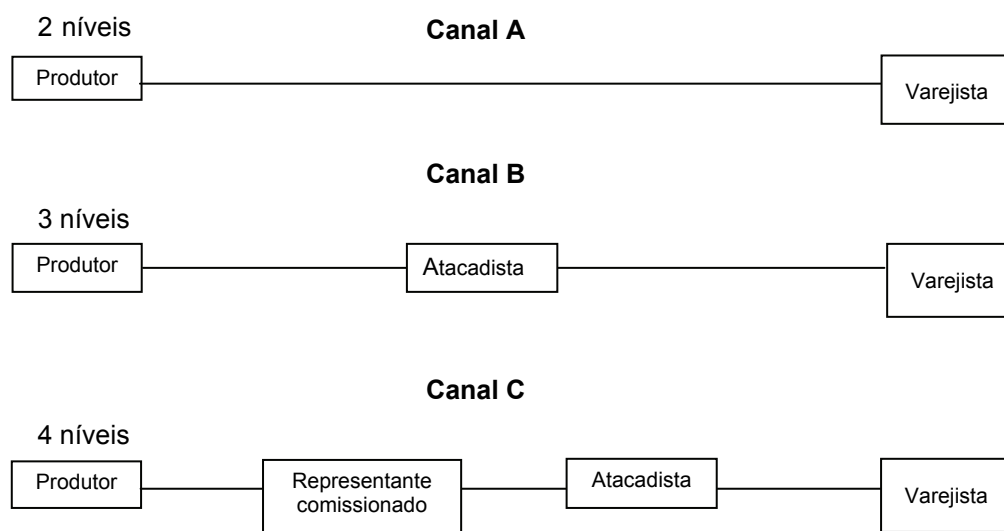 2 níveis
Canal A
Produtor
Varejista
Canal B
3 níveis
Produtor
Atacadista
Varejista
Canal C
4 níveis
Produtor
Representante
comissionado
Atacadista
Varejista